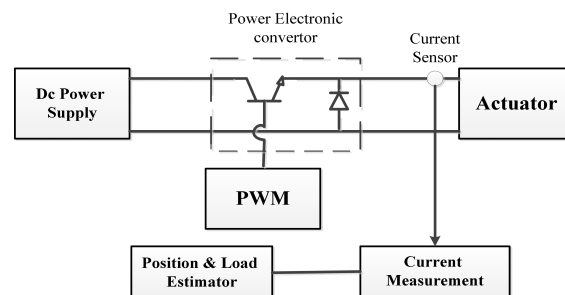 Power Electronic
convertor
Current
Sensor
Dc Power
Supply
Actuator
PWM
Position & Load
Estimator
Current
Measurement